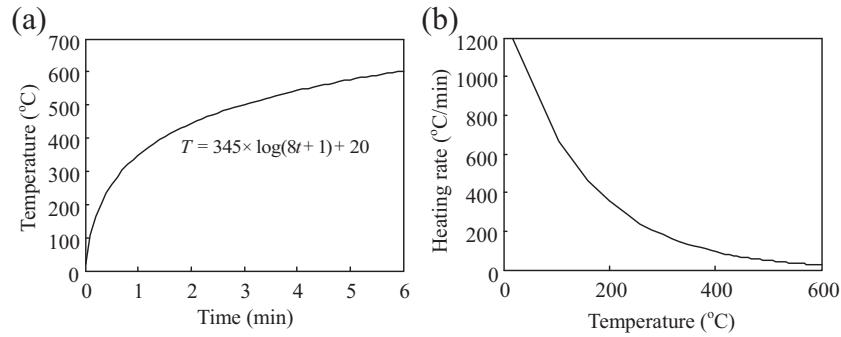 (a)
700
600
500
400
300
200
100
0
Temperature (°C)
T = 345× log(8t + 1) + 20
0 1 2 3 4 5 6
Time (min)
(b)
1200
1000
800
600
400
200
0
Heating rate (°C/min)
0 200 400 600
Temperature (°C)